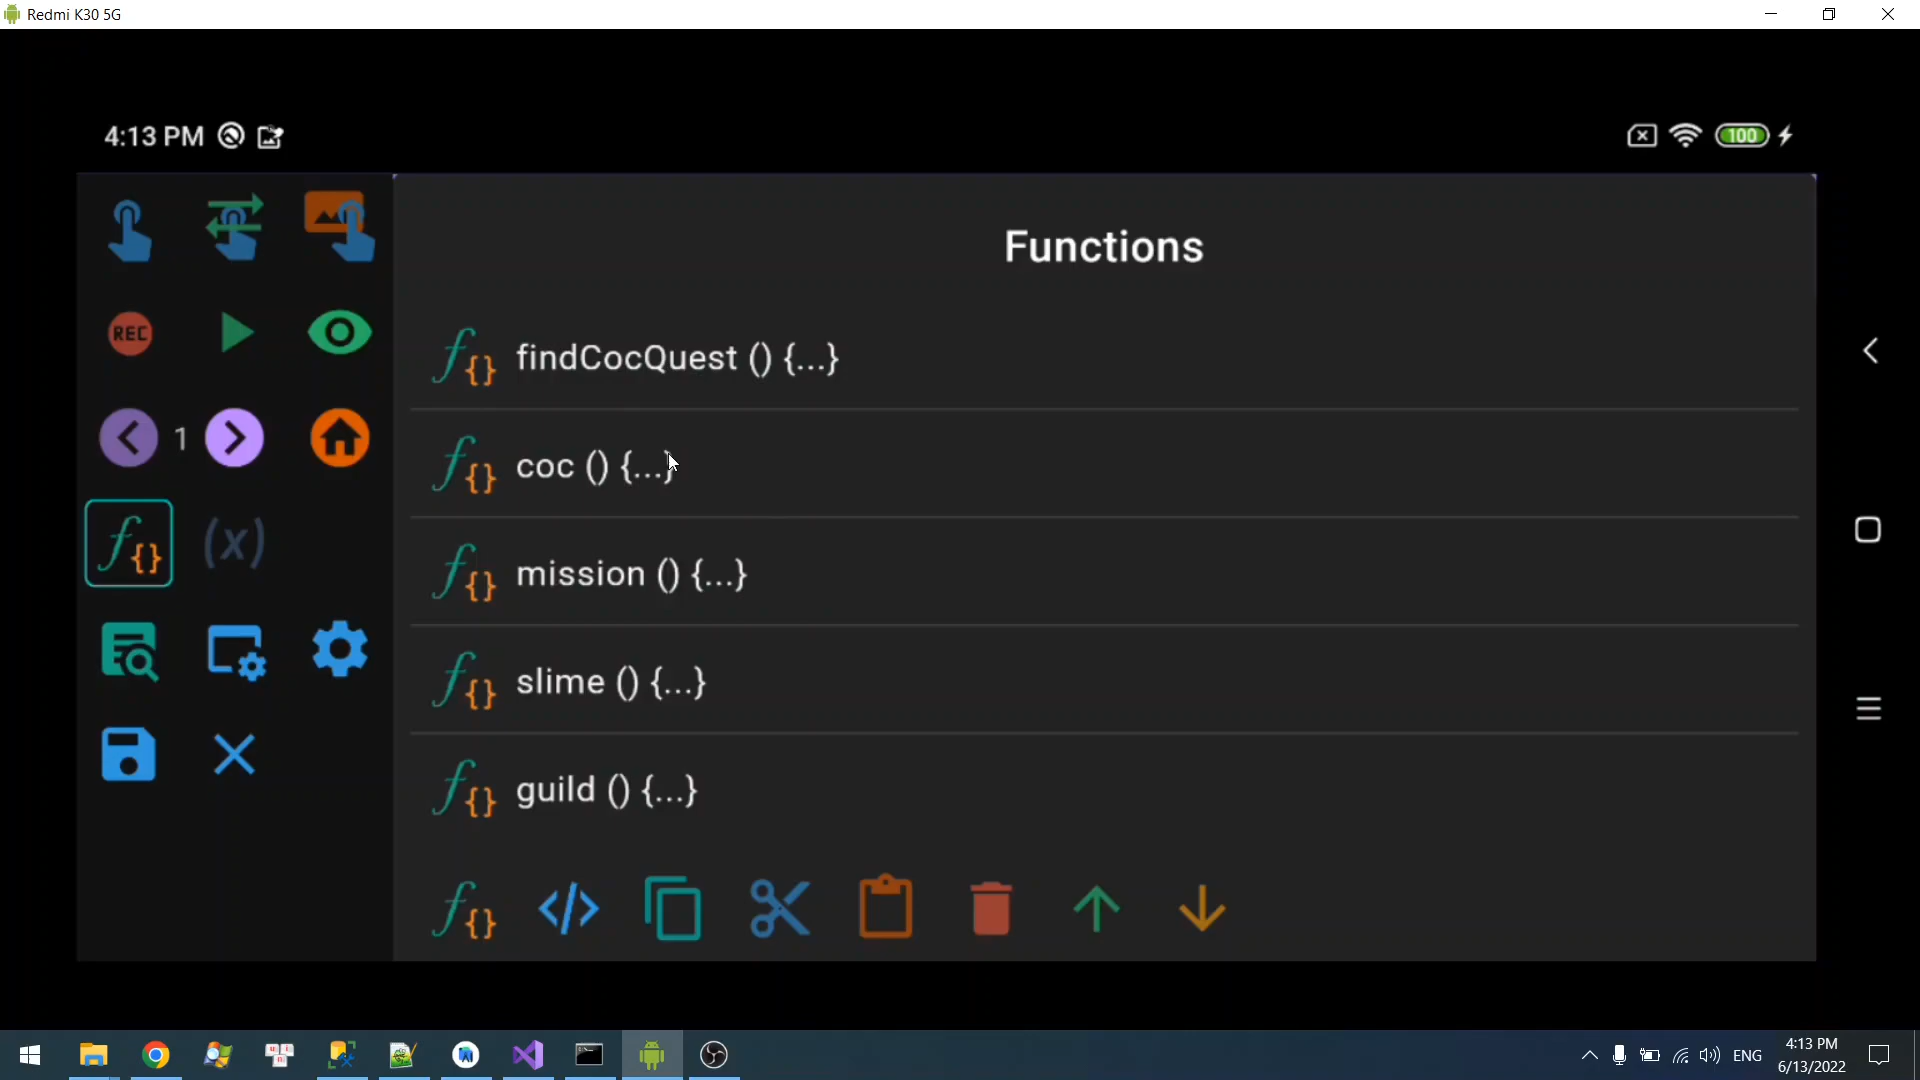 Redmi K30 5G
4:13 PM
100
Functions
REC
findCocQuest () {...}
1
coc () {...}
f{}
(x)
mission () {...}
slime () {...}
guild () {...}
ENG
4:13 PM
6/13/2022